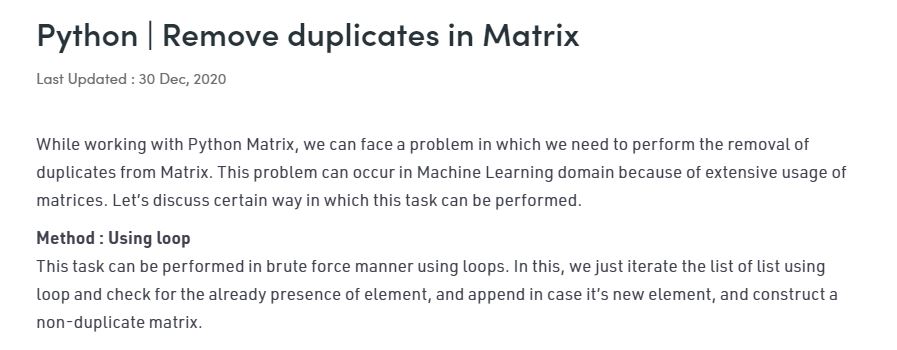 Python | Remove duplicates in Matrix
Last Updated : 30 Dec, 2020
While working with Python Matrix, we can face a problem in which we need to perform the removal of
duplicates from Matrix. This problem can occur in Machine Learning domain because of extensive usage of
matrices. Let’s discuss certain way in which this task can be performed.
Method : Using loop
This task can be performed in brute force manner using loops. In this, we just iterate the list of list using
loop and check for the already presence of element, and append in case it’s new element, and construct a
non-duplicate matrix.